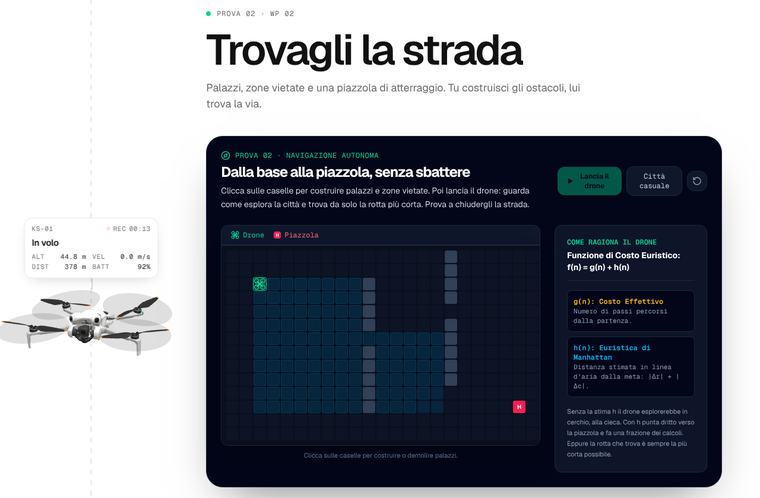 PROVA 02 · WP 02
Trovagli la strada
Palazzi, zone vietate e una piazzola di atterraggio. Tu costruisci gli ostacoli, lui
trova la via.
PROVA 02 · NAVIGAZIONE AUTONOMA
Dalla base alla piazzola, senza sbattere
Clicca sulle caselle per costruire palazzi e zone vietate. Poi lancia il drone: guarda
come esplora la città e trova da solo la rotta più corta. Prova a chiudergli la strada.
Lancia il
drone
Città
casuale
KS-01 REC 00:13
In volo
ALT 44.8 m VEL 0.0 m/s
DIST 378 m BATT 92%
Drone H Piazzola
H
Clicca sulle caselle per costruire o demolire palazzi.
COME RAGIONA IL DRONE
Funzione di Costo Euristico:
f(n) = g(n) + h(n)
g(n): Costo Effettivo
Numero di passi percorsi
dalla partenza.
h(n): Euristica di
Manhattan
Distanza stimata in linea
d'aria dalla meta: |Δr| + |
Δc|.
Senza la stima h il drone esplorerebbe in
cerchio, alla cieca. Con h punta dritto verso
la piazzola e fa una frazione dei calcoli.
Eppure la rotta che trova è sempre la più
corta possibile.